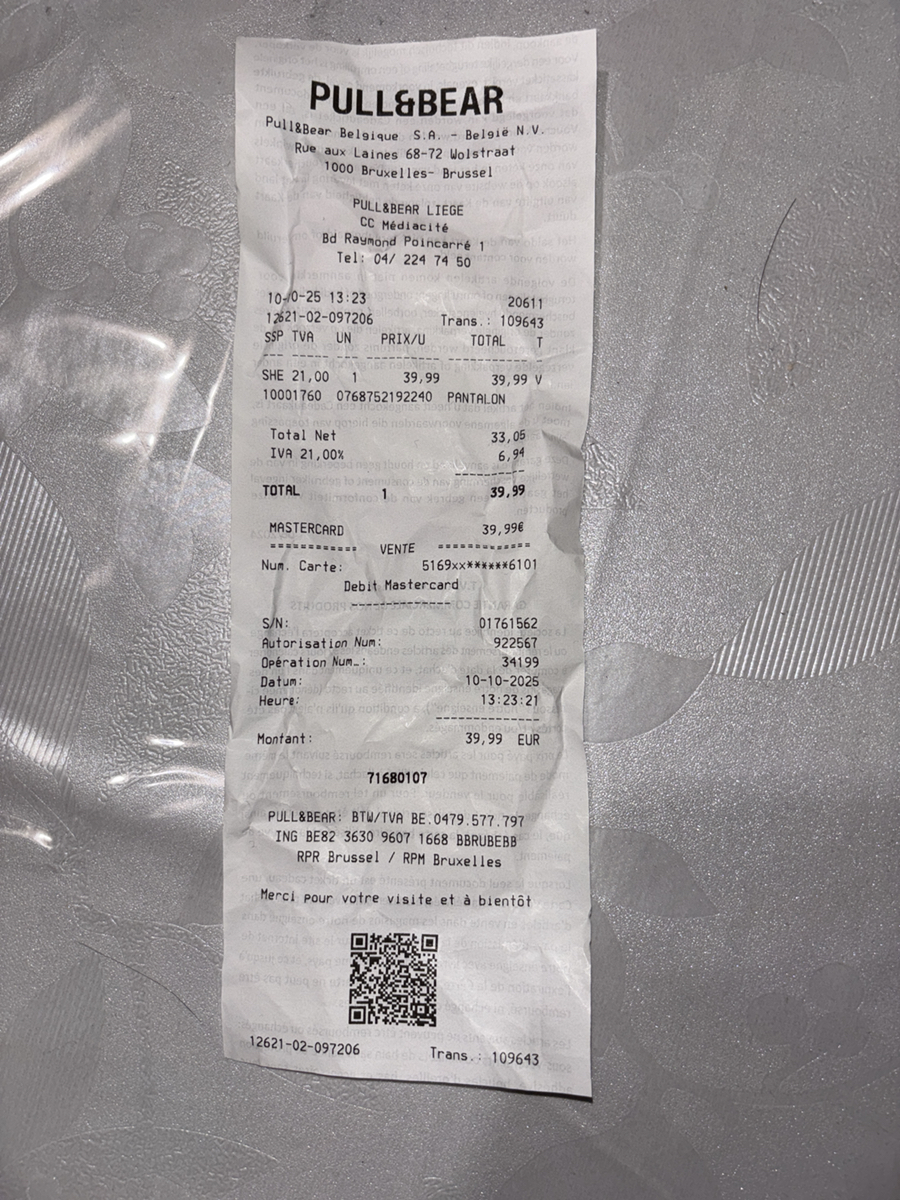 PULL&BEAR
Pull&Bear Belgique S.A. - België N.V.
Rue aux Laines 68-72 Wolstraat
1000 Bruxelles- Brussel
PULL&BEAR LIEGE
CC Médiacité
Bd Raymond Poincarré 1
Tel: 04/ 224 74 50
13:23 20611
12621-02-097206 Trans.: 109643
SSP TVA UN PRIX/U TOTAL T
SHE 21,00 1 39,99 39,99 V
10001760 0768752192240 PANTALON
Total Net 33,05
IVA 21,00% 6,94
TOTAL 1 39,99
MASTERCARD 39,99€
============ VENTE =============
Num. Carte: 5169xx******6101
Debit Mastercard
S/N: 01761562
Autorisation Num: 922567
Opération Num.: 34199
Datum: 10-10-2025
Heure: 13:23:21
Montant: 39,99 EUR
71680107
PULL&BEAR: BTW/TVA BE.0479.577.797
ING BE82 3630 9607 1668 BBRUBEBB
RPR Brussel / RPM Bruxelles
Merci pour votre visite et à bientôt
12621-02-097206 Trans.: 109643